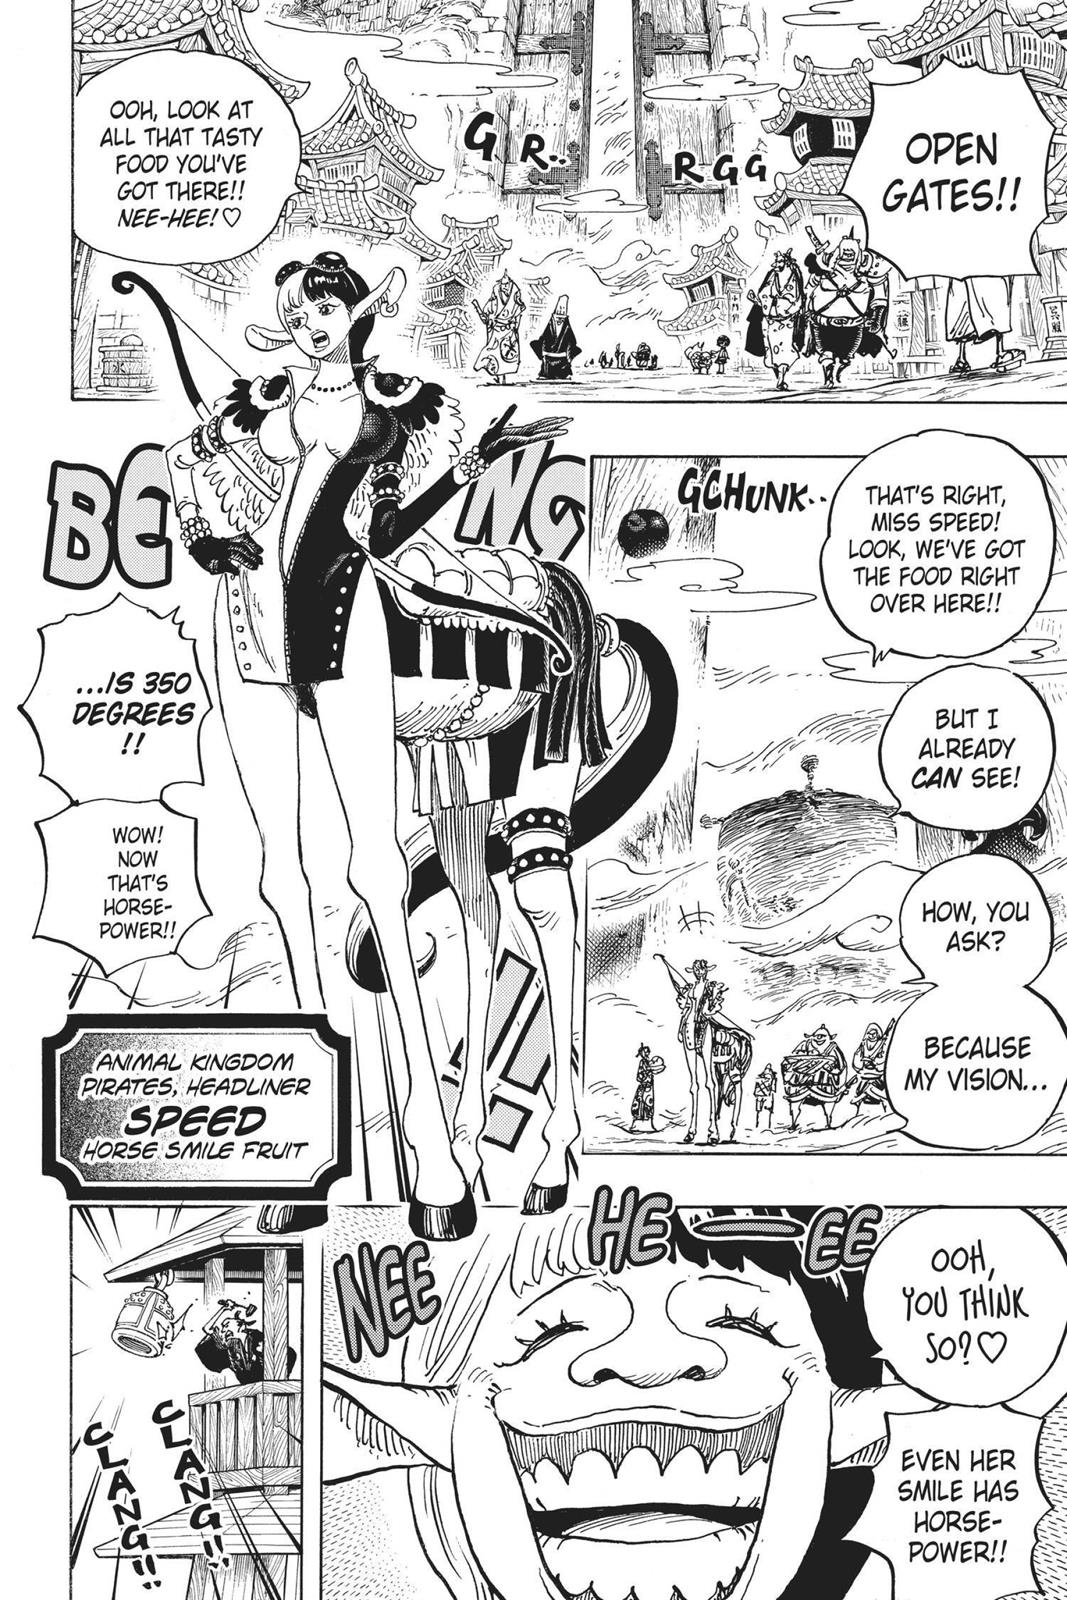 OOH, LOOK AT
ALL THAT TASTY
FOOD YOU'VE
GOT THERE!!
NEE-HEE!♡
G R..
RGG
OPEN
GATES!!
BE
NG
GCHUNK..
THAT'S RIGHT,
MISS SPEED!
LOOK, WE'VE GOT
THE FOOD RIGHT
OVER HERE!!
BUT I
ALREADY
CAN SEE!
HOW, YOU
ASK?
BECAUSE
MY VISION...
...IS 350
DEGREES
!!
WOW!
NOW
THAT'S
HORSE-
POWER!!
ANIMAL KINGDOM
PIRATES, HEADLINER
SPEED
HORSE SMILE FRUIT
NEE
HE — EE
OOH,
YOU THINK
SO?♡
EVEN HER
SMILE HAS
HORSE-
POWER!!
CLANG!!
CLANG!!